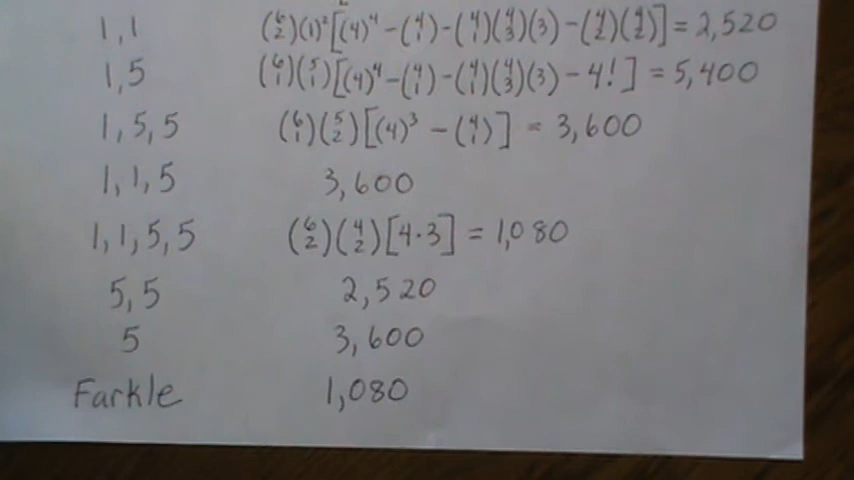 1,1 (6 2)(1)²[(4)⁴ - (4 1) - (4 1)(4 3)(3) - (4 2)(4 2)] = 2,520
1,5 (6 1)(5 1)[(4)⁴ - (4 1) - (4 1)(4 3)(3) - 4!] = 5,400
1,5,5 (6 1)(5 2)[(4)³ - (4 1)] = 3,600
1,1,5 3,600
1,1,5,5 (6 2)(4 2)[4·3] = 1,080
5,5 2,520
5 3,600
Farkle 1,080